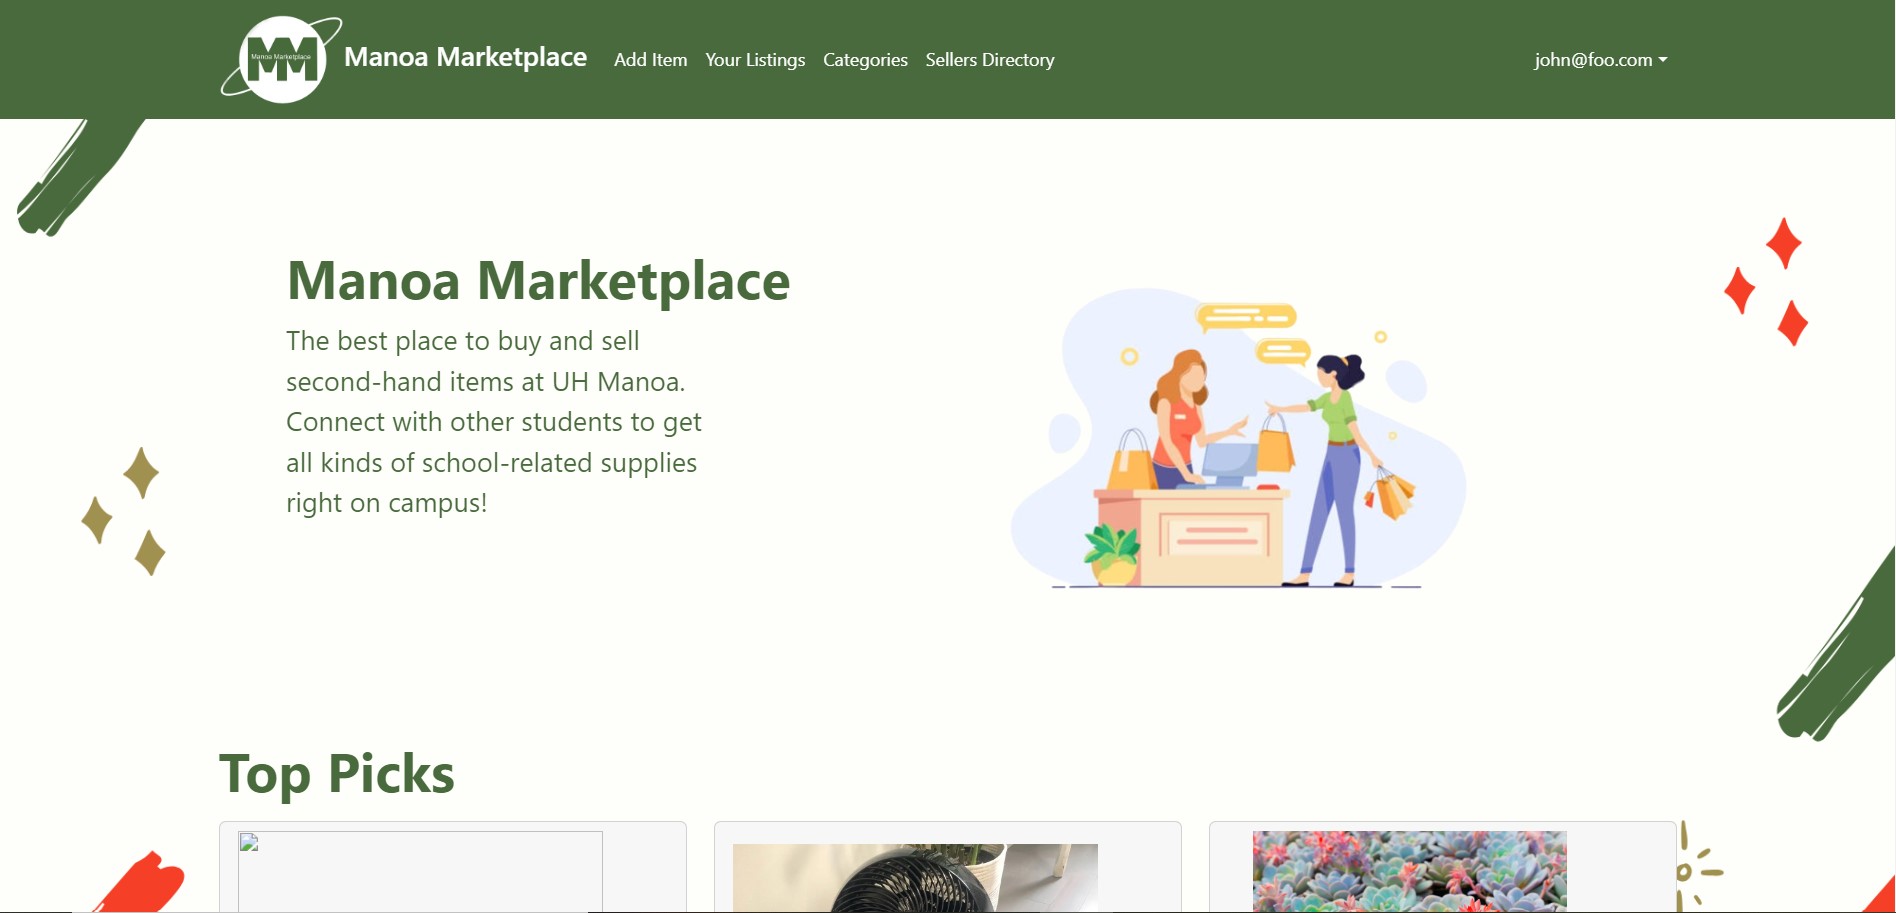 Manoa Marketplace
Manoa Marketplace Add Item Your Listings Categories Sellers Directory john@foo.com
Manoa Marketplace
The best place to buy and sell
second-hand items at UH Manoa.
Connect with other students to get
all kinds of school-related supplies
right on campus!
Top Picks